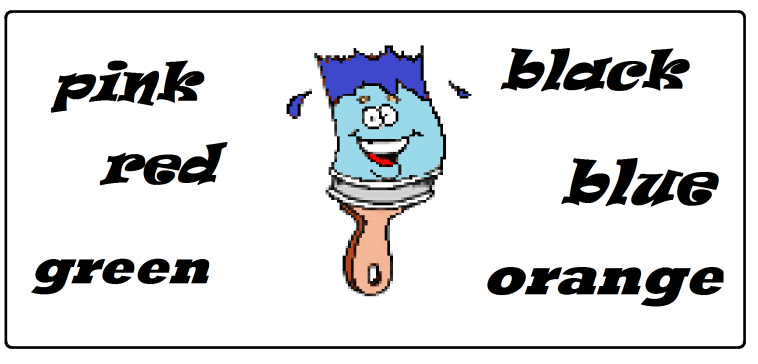 pink
black
red
blue
green
orange